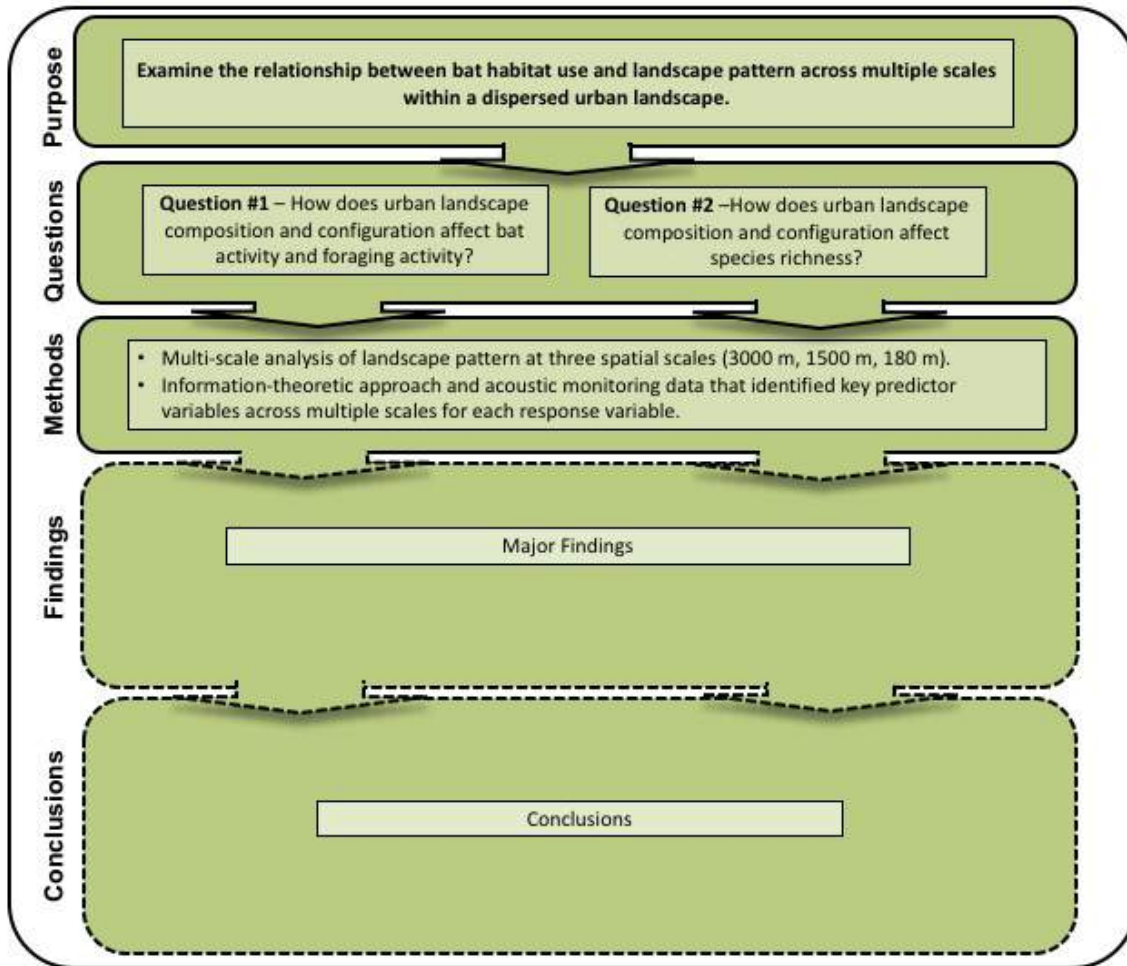 Purpose
Examine the relationship between bat habitat use and landscape pattern across multiple scales
within a dispersed urban landscape.
Questions
Question #1 – How does urban landscape
composition and configuration affect bat
activity and foraging activity?
Question #2 –How does urban landscape
composition and configuration affect
species richness?
Methods
• Multi-scale analysis of landscape pattern at three spatial scales (3000 m, 1500 m, 180 m).
• Information-theoretic approach and acoustic monitoring data that identified key predictor
variables across multiple scales for each response variable.
Findings
Major Findings
Conclusions
Conclusions